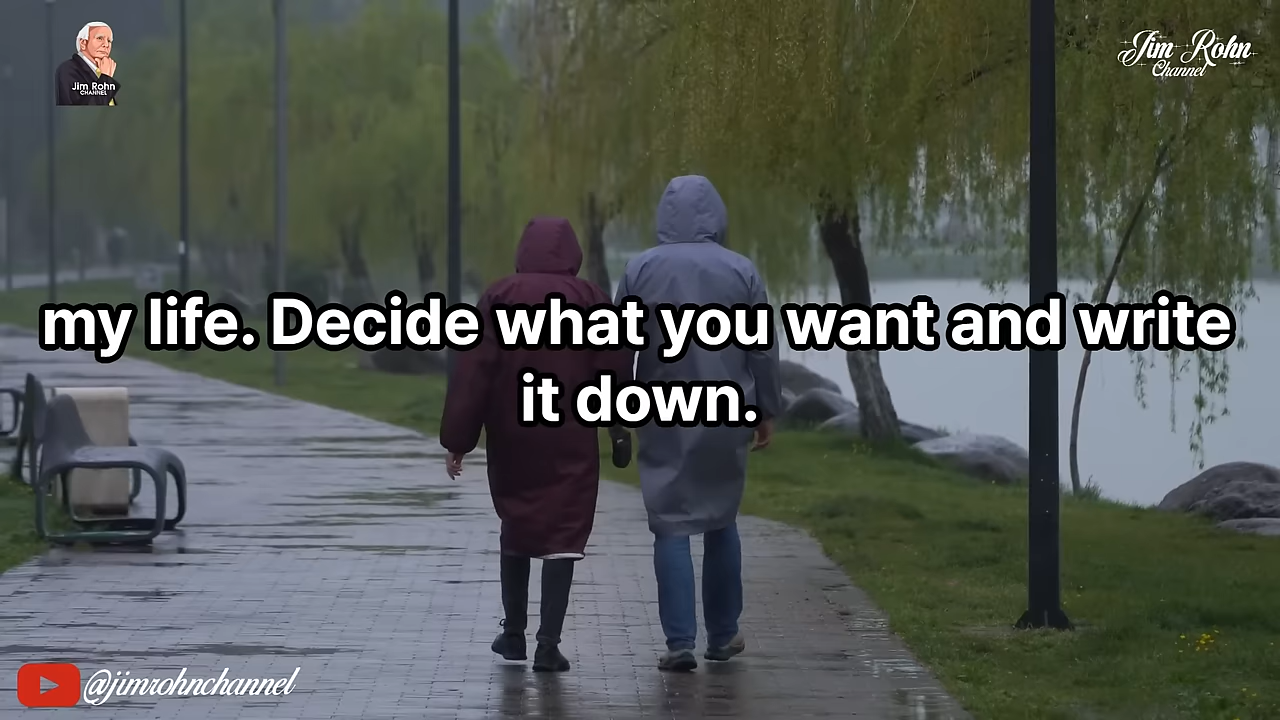 Jim Rohn
CHANNEL
Jim Rohn
Channel
my life. Decide what you want and write
it down.
@jimrohnchannel